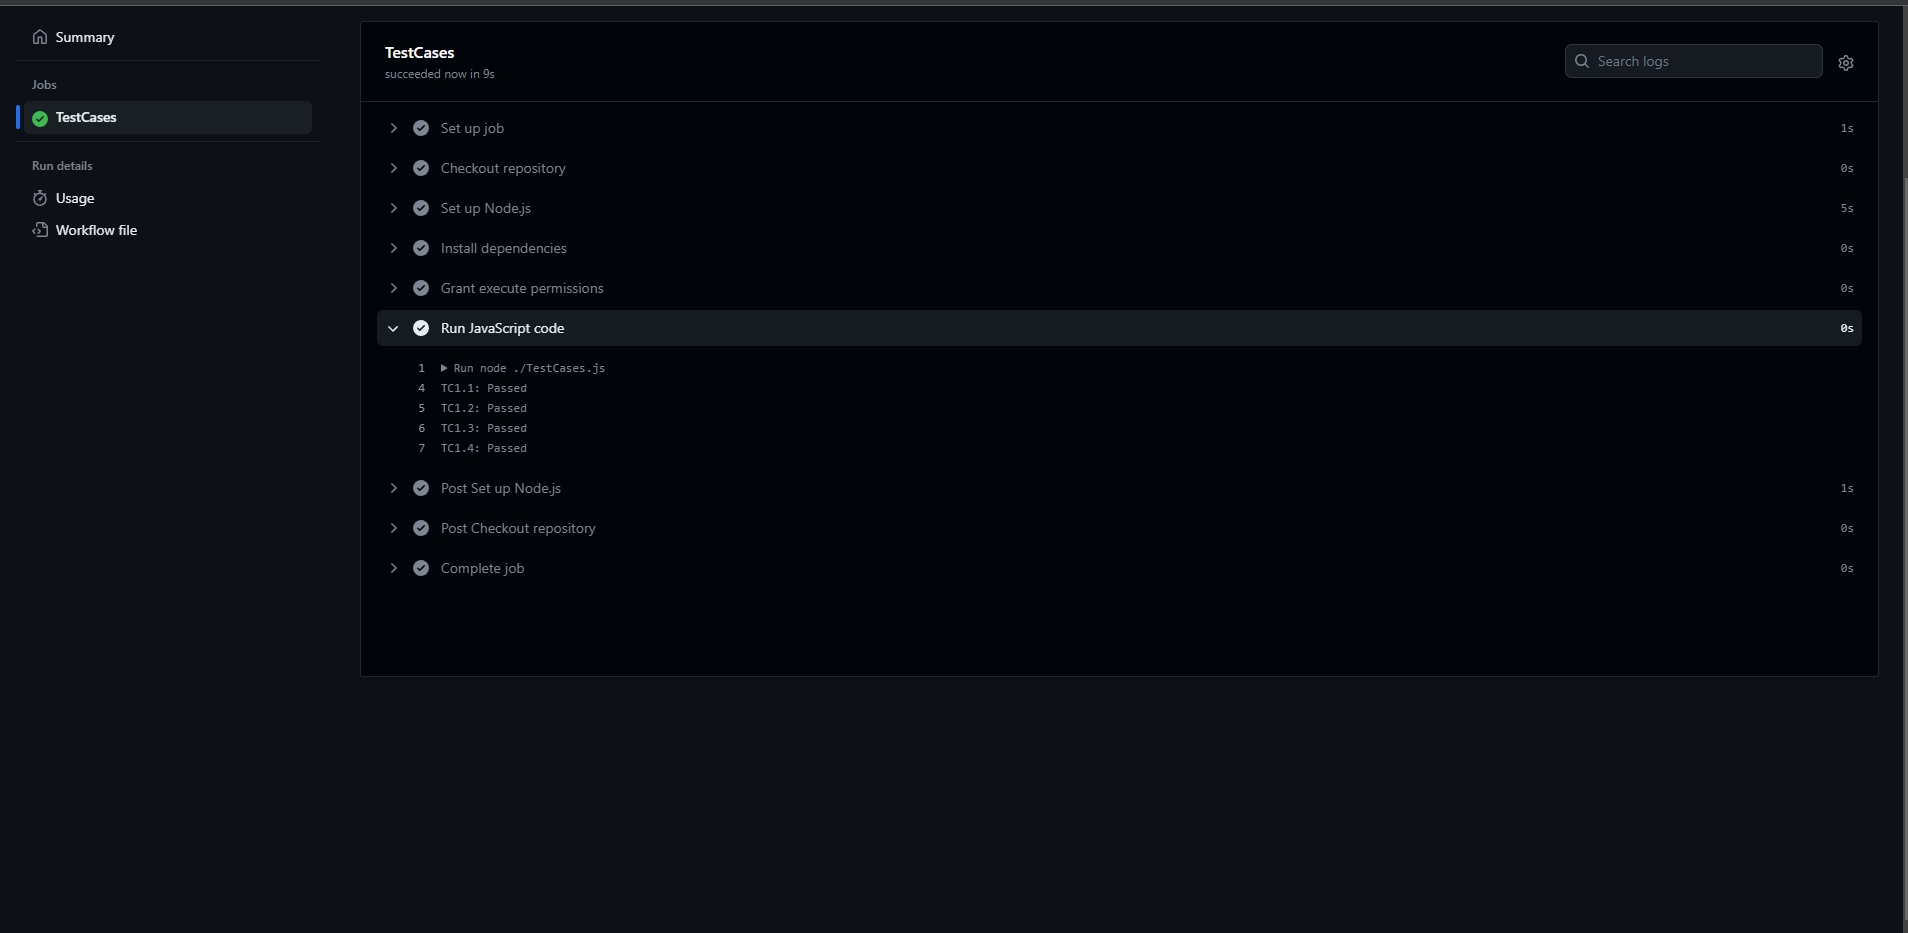 Summary
Jobs
TestCases
Run details
Usage
Workflow file
TestCases
succeeded now in 9s
Search logs
Set up job 1s
Checkout repository 0s
Set up Node.js 5s
Install dependencies 0s
Grant execute permissions 0s
Run JavaScript code 0s
1 Run node ./TestCases.js
4 TC1.1: Passed
5 TC1.2: Passed
6 TC1.3: Passed
7 TC1.4: Passed
Post Set up Node.js 1s
Post Checkout repository 0s
Complete job 0s